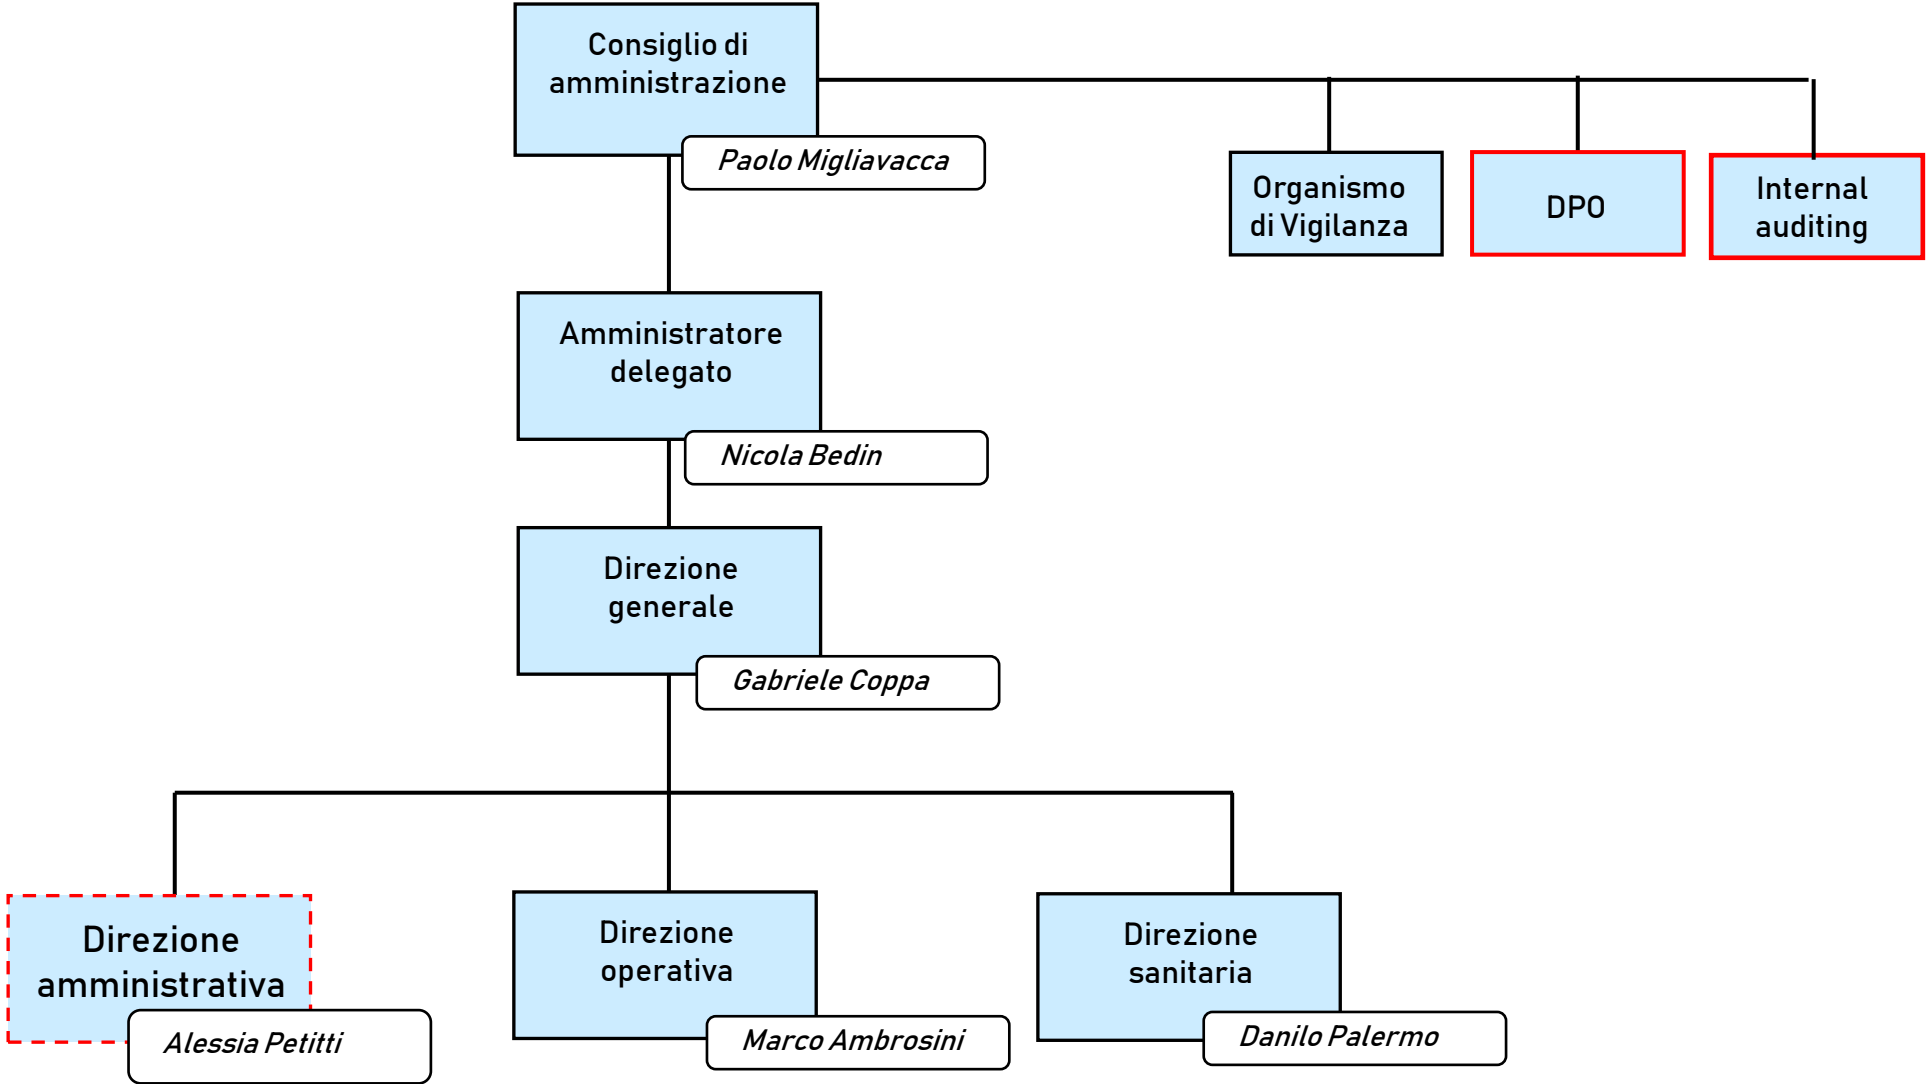 Consiglio di
amministrazione
Paolo Migliavacca
Organismo
di Vigilanza
DPO
Internal
auditing
Amministratore
delegato
Nicola Bedin
Direzione
generale
Gabriele Coppa
Direzione
amministrativa
Alessia Petitti
Direzione
operativa
Marco Ambrosini
Direzione
sanitaria
Danilo Palermo